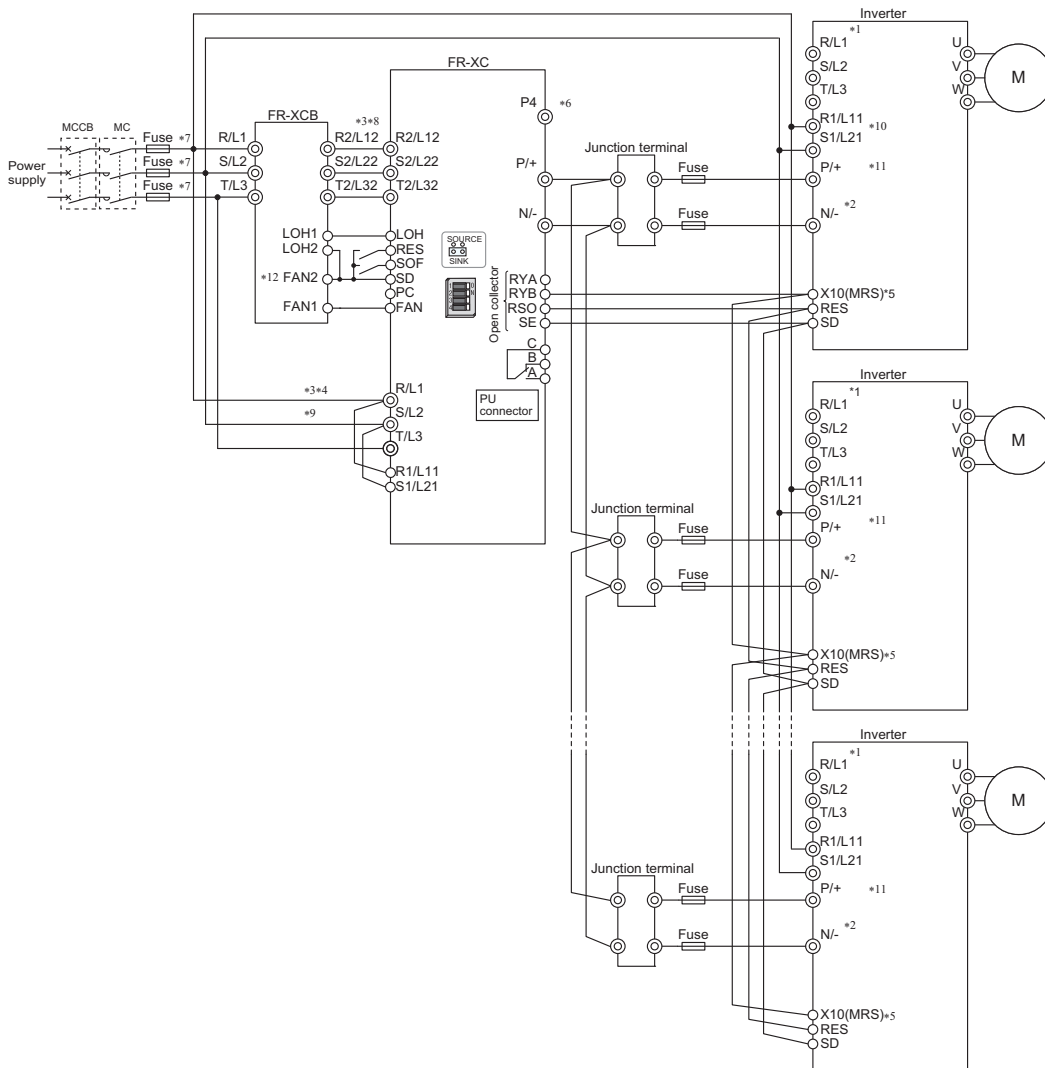 Inverter
R/L1 *1
S/L2
T/L3
R1/L11 *10
S1/L21
P/+ *11
N/- *2
X10(MRS)*5
RES
SD
U
V
W
M
FR-XC
P4 *6
P/+
N/-
RYA
RYB
RSO
SE
Open collector
C
B
A
PU
connector
SOURCE
SINK
1
2
3
4
O
N
*3*8
R2/L12
S2/L22
T2/L32
LOH
RES
SOF
SD
PC
FAN
*3*4
*9
R/L1
S/L2
T/L3
R1/L11
S1/L21
FR-XCB
R/L1
S/L2
T/L3
R2/L12
S2/L22
T2/L32
LOH1
LOH2
*12 FAN2
FAN1
MCCB
MC
Fuse *7
Fuse *7
Fuse *7
Power
supply
Junction terminal
Fuse
Fuse
Inverter
*1
R/L1
S/L2
T/L3
R1/L11
S1/L21
P/+ *11
*2
N/-
X10(MRS)*5
RES
SD
U
V
W
M
Junction terminal
Fuse
Fuse
Inverter
*1
R/L1
S/L2
T/L3
R1/L11
S1/L21
P/+ *11
N/- *2
X10(MRS)*5
RES
SD
U
V
W
M
Junction terminal
Fuse
Fuse